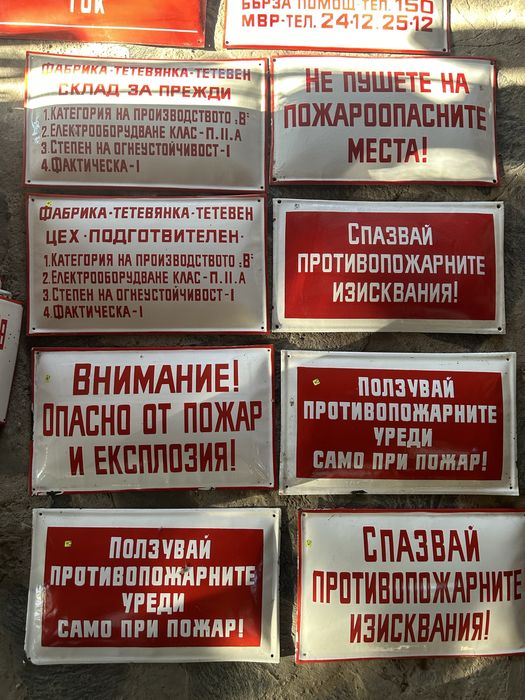 ТОК
БЪРЗА ПОМОЩ-ТЕЛ. 150
МВР-ТЕЛ. 24-12. 25-12
ФАБРИКА-ТЕТЕВЯНКА-ТЕТЕВЕН
СКЛАД ЗА ПРЕЖДИ
1. КАТЕГОРИЯ НА ПРОИЗВОДСТВОТО „В“
2. ЕЛЕКТРООБОРУДВАНЕ КЛАС-П. II. А
3. СТЕПЕН НА ОГНЕУСТОЙЧИВОСТ-I
4. ФАКТИЧЕСКА-I
НЕ ПУШЕТЕ НА
ПОЖАРООПАСНИТЕ
МЕСТА!
ФАБРИКА-ТЕТЕВЯНКА-ТЕТЕВЕН
ЦЕХ-ПОДГОТВИТЕЛЕН-
1. КАТЕГОРИЯ НА ПРОИЗВОДСТВОТО „В“
2. ЕЛЕКТРООБОРУДВАНЕ КЛАС-П. II. А
3. СТЕПЕН НА ОГНЕУСТОЙЧИВОСТ-I
4. ФАКТИЧЕСКА-I
СПАЗВАЙ
ПРОТИВОПОЖАРНИТЕ
ИЗИСКВАНИЯ!
ВНИМАНИЕ!
ОПАСНО ОТ ПОЖАР
И ЕКСПЛОЗИЯ!
ПОЛЗУВАЙ
ПРОТИВОПОЖАРНИТЕ
УРЕДИ
САМО ПРИ ПОЖАР!
ПОЛЗУВАЙ
ПРОТИВОПОЖАРНИТЕ
УРЕДИ
САМО ПРИ ПОЖАР!
СПАЗВАЙ
ПРОТИВОПОЖАРНИТЕ
ИЗИСКВАНИЯ!